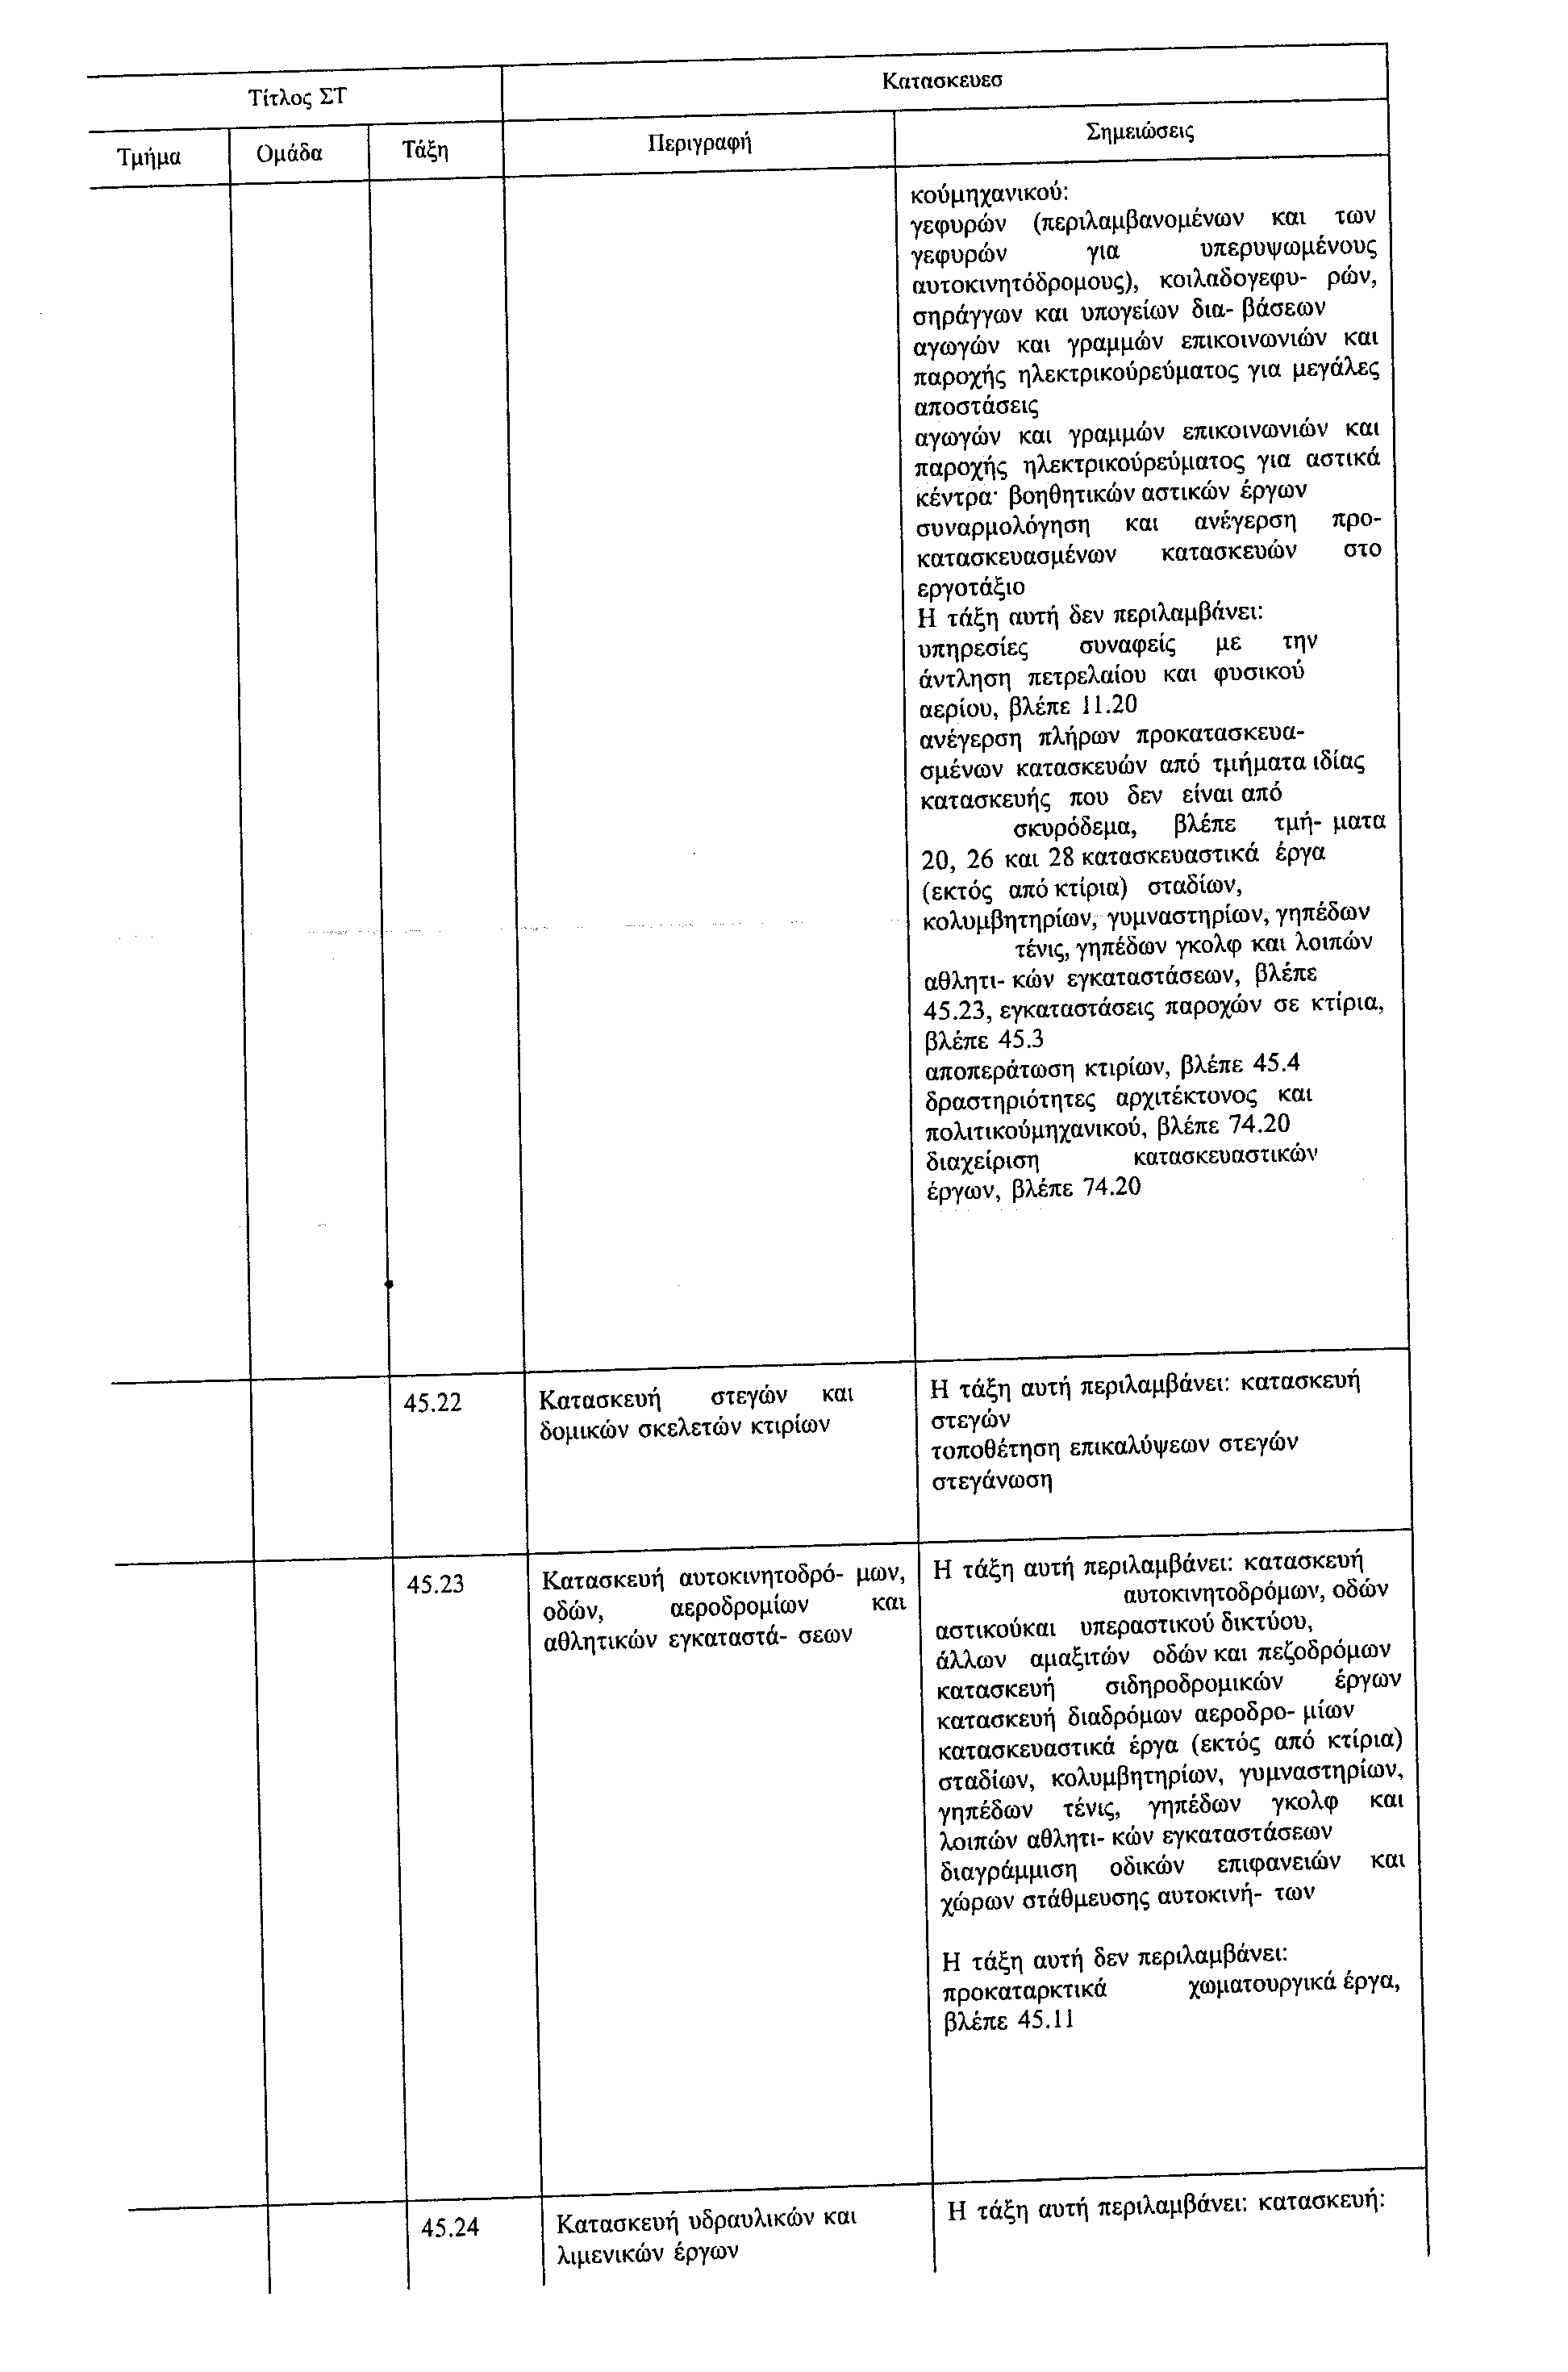 Τίτλος ΣΤ
Κατασκευεσ
Τμήμα
Ομάδα
Τάξη
Περιγραφή
Σημειώσεις
κούμηχανικού:
γεφυρών (περιλαμβανομένων και των
γεφυρών για υπερυψωμένους
αυτοκινητόδρομους), κοιλαδογεφυ- ρών,
σηράγγων και υπογείων δια- βάσεων
αγωγών και γραμμών επικοινωνιών και
παροχής ηλεκτρικούρεύματος για μεγάλες
αποστάσεις
αγωγών και γραμμών επικοινωνιών και
παροχής ηλεκτρικούρεύματος για αστικά
κέντρα· βοηθητικών αστικών έργων
συναρμολόγηση και ανέγερση προ-
κατασκευασμένων κατασκευών στο
εργοτάξιο
Η τάξη αυτή δεν περιλαμβάνει:
υπηρεσίες συναφείς με την
άντληση πετρελαίου και φυσικού
αερίου, βλέπε 11.20
ανέγερση πλήρων προκατασκευα-
σμένων κατασκευών από τμήματα ιδίας
κατασκευής που δεν είναι από
σκυρόδεμα, βλέπε τμή- ματα
20, 26 και 28 κατασκευαστικά έργα
(εκτός από κτίρια) σταδίων,
κολυμβητηρίων, γυμναστηρίων, γηπέδων
τένις, γηπέδων γκολφ και λοιπών
αθλητι- κών εγκαταστάσεων, βλέπε
45.23, εγκαταστάσεις παροχών σε κτίρια,
βλέπε 45.3
αποπεράτωση κτιρίων, βλέπε 45.4
δραστηριότητες αρχιτέκτονος και
πολιτικούμηχανικού, βλέπε 74.20
διαχείριση κατασκευαστικών
έργων, βλέπε 74.20
45.22
Κατασκευή στεγών και
δομικών σκελετών κτιρίων
Η τάξη αυτή περιλαμβάνει: κατασκευή
στεγών
τοποθέτηση επικαλύψεων στεγών
στεγάνωση
45.23
Κατασκευή αυτοκινητοδρό- μων,
οδών, αεροδρομίων και
αθλητικών εγκαταστά- σεων
Η τάξη αυτή περιλαμβάνει: κατασκευή
αυτοκινητοδρόμων, οδών
αστικούκαι υπεραστικού δικτύου,
άλλων αμαξιτών οδών και πεζοδρόμων
κατασκευή σιδηροδρομικών έργων
κατασκευή διαδρόμων αεροδρο- μίων
κατασκευαστικά έργα (εκτός από κτίρια)
σταδίων, κολυμβητηρίων, γυμναστηρίων,
γηπέδων τένις, γηπέδων γκολφ και
λοιπών αθλητι- κών εγκαταστάσεων
διαγράμμιση οδικών επιφανειών και
χώρων στάθμευσης αυτοκινή- των
Η τάξη αυτή δεν περιλαμβάνει:
προκαταρκτικά χωματουργικά έργα,
βλέπε 45.11
45.24
Κατασκευή υδραυλικών και
λιμενικών έργων
Η τάξη αυτή περιλαμβάνει: κατασκευή: